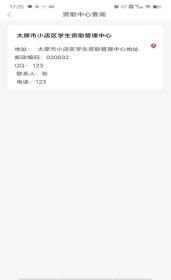 17:35
资助中心查询
太原市小店区学生资助管理中心
地址： 太原市小店区学生资助管理中心地址
邮政编码：030032
QQ： 123
联系人：张
电话：123